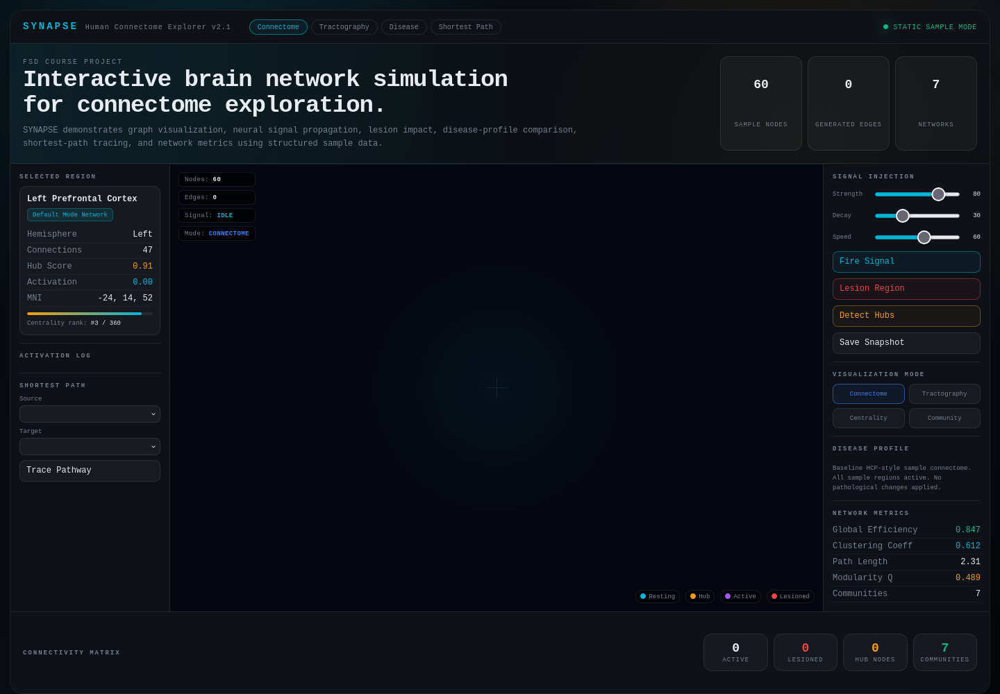 SYNAPSE Human Connectome Explorer v2.1 Connectome Tractography Disease Shortest Path STATIC SAMPLE MODE
FSD COURSE PROJECT
Interactive brain network simulation
for connectome exploration.
SYNAPSE demonstrates graph visualization, neural signal propagation, lesion impact, disease-profile comparison,
shortest-path tracing, and network metrics using structured sample data.
60
SAMPLE NODES
0
GENERATED EDGES
7
NETWORKS
SELECTED REGION
Left Prefrontal Cortex
Default Mode Network
Hemisphere Left
Connections 47
Hub Score 0.91
Activation 0.00
MNI -24, 14, 52
Centrality rank: #3 / 360
ACTIVATION LOG
SHORTEST PATH
Source
Target
Trace Pathway
Nodes: 60
Edges: 0
Signal: IDLE
Mode: CONNECTOME
Resting Hub Active Lesioned
SIGNAL INJECTION
Strength 80
Decay 30
Speed 60
Fire Signal
Lesion Region
Detect Hubs
Save Snapshot
VISUALIZATION MODE
Connectome Tractography
Centrality Community
DISEASE PROFILE
Baseline HCP-style sample connectome.
All sample regions active. No
pathological changes applied.
NETWORK METRICS
Global Efficiency 0.847
Clustering Coeff 0.612
Path Length 2.31
Modularity Q 0.489
Communities 7
CONNECTIVITY MATRIX
0
ACTIVE
0
LESIONED
0
HUB NODES
7
COMMUNITIES